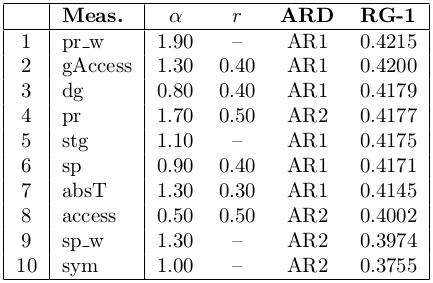 Meas. α r ARD RG-1
1 pr_w 1.90 – AR1 0.4215
2 gAccess 1.30 0.40 AR1 0.4200
3 dg 0.80 0.40 AR1 0.4179
4 pr 1.70 0.50 AR2 0.4177
5 stg 1.10 – AR1 0.4175
6 sp 0.90 0.40 AR1 0.4171
7 absT 1.30 0.30 AR1 0.4145
8 access 0.50 0.50 AR2 0.4002
9 sp_w 1.30 – AR2 0.3974
10 sym 1.00 – AR2 0.3755